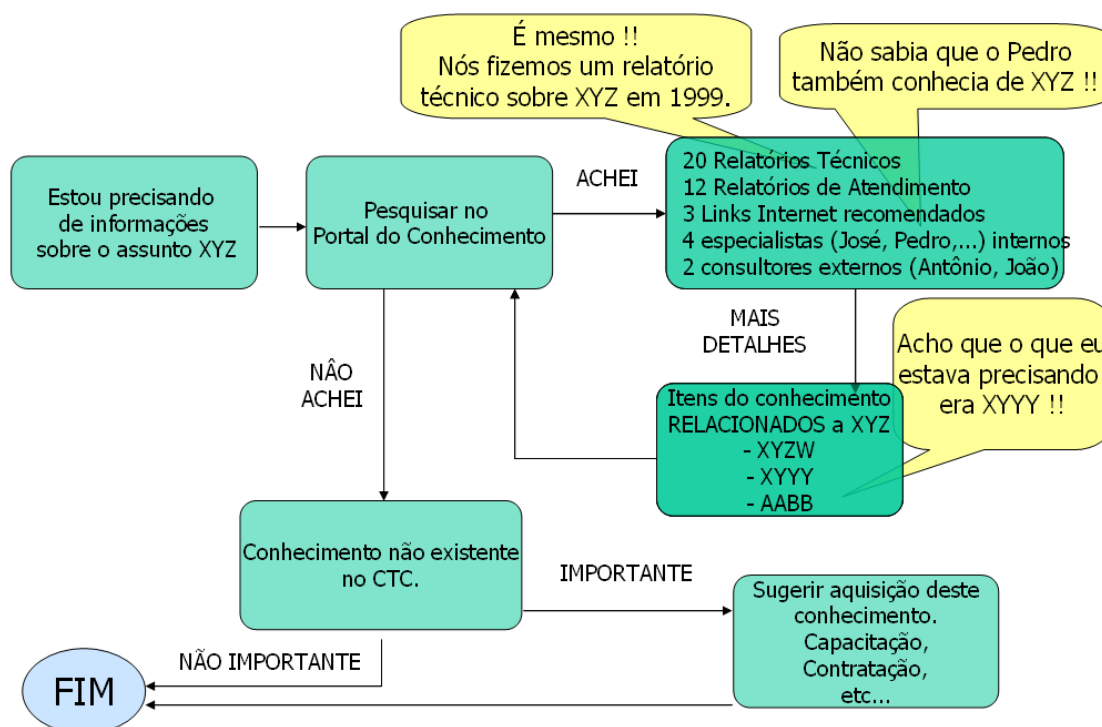 É mesmo !!
Nós fizemos um relatório
técnico sobre XYZ em 1999.
Não sabia que o Pedro
também conhecia de XYZ !!
Estou precisando
de informações
sobre o assunto XYZ
Pesquisar no
Portal do Conhecimento
ACHEI
20 Relatórios Técnicos
12 Relatórios de Atendimento
3 Links Internet recomendados
4 especialistas (José, Pedro,...) internos
2 consultores externos (Antônio, João)
MAIS
DETALHES
Acho que o que eu
estava precisando
era XYYY !!
NÂO
ACHEI
Itens do conhecimento
RELACIONADOS a XYZ
- XYZW
- XYYY
- AABB
Conhecimento não existente
no CTC.
IMPORTANTE
Sugerir aquisição deste
conhecimento.
Capacitação,
Contratação,
etc...
NÃO IMPORTANTE
FIM